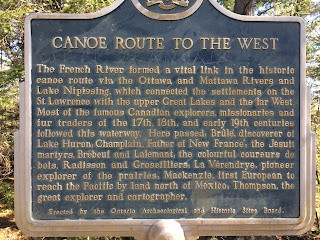 CANOE ROUTE TO THE WEST
The French River formed a vital link in the historic
canoe route via the Ottawa and Mattawa Rivers and
Lake Nipissing, which connected the settlements on the
St Lawrence with the upper Great Lakes and the far West.
Most of the famous Canadian explorers, missionaries and
fur traders of the 17th, 18th, and early 19th centuries
followed this waterway. Here passed, Brûlé, discoverer of
Lake Huron, Champlain, Father of New France, the Jesuit
martyrs, Brébeuf and Lalemant, the colourful coureurs de
bois, Radisson and Groseilliers, La Vérendrye, pioneer
explorer of the prairies, Mackenzie, first European to
reach the Pacific by land north of Mexico, Thompson, the
great explorer and cartographer.
Erected by the Ontario Archaeological and Historic Sites Board.